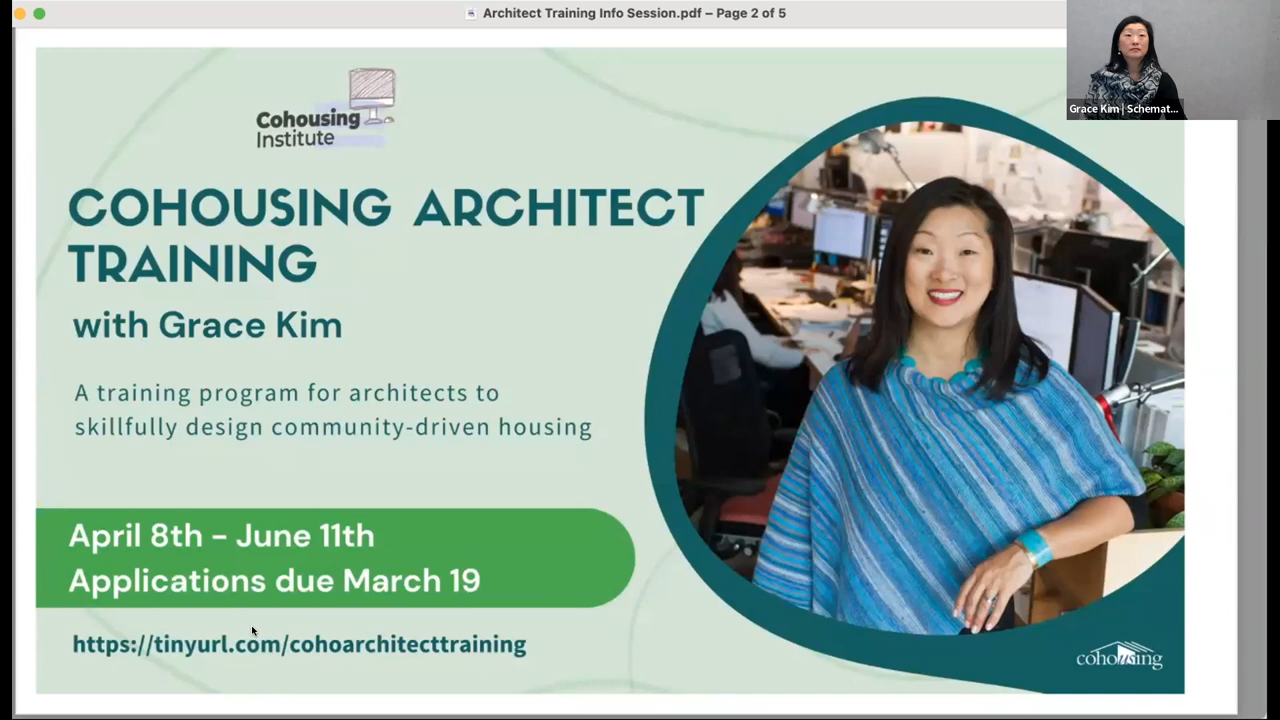 Architect Training Info Session.pdf – Page 2 of 5
Grace Kim | Schemat...
Cohousing
Institute
COHOUSING ARCHITECT
TRAINING
with Grace Kim
A training program for architects to
skillfully design community-driven housing
April 8th - June 11th
Applications due March 19
https://tinyurl.com/cohoarchitecttraining
cohousing